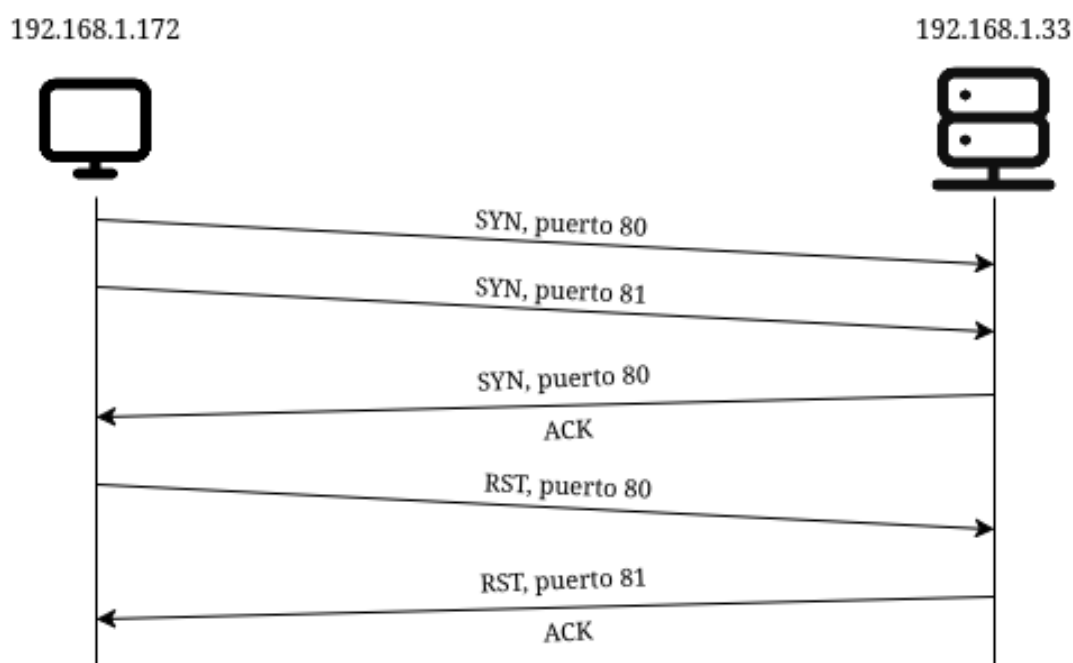 192.168.1.172
192.168.1.33
SYN, puerto 80
SYN, puerto 81
SYN, puerto 80
ACK
RST, puerto 80
RST, puerto 81
ACK